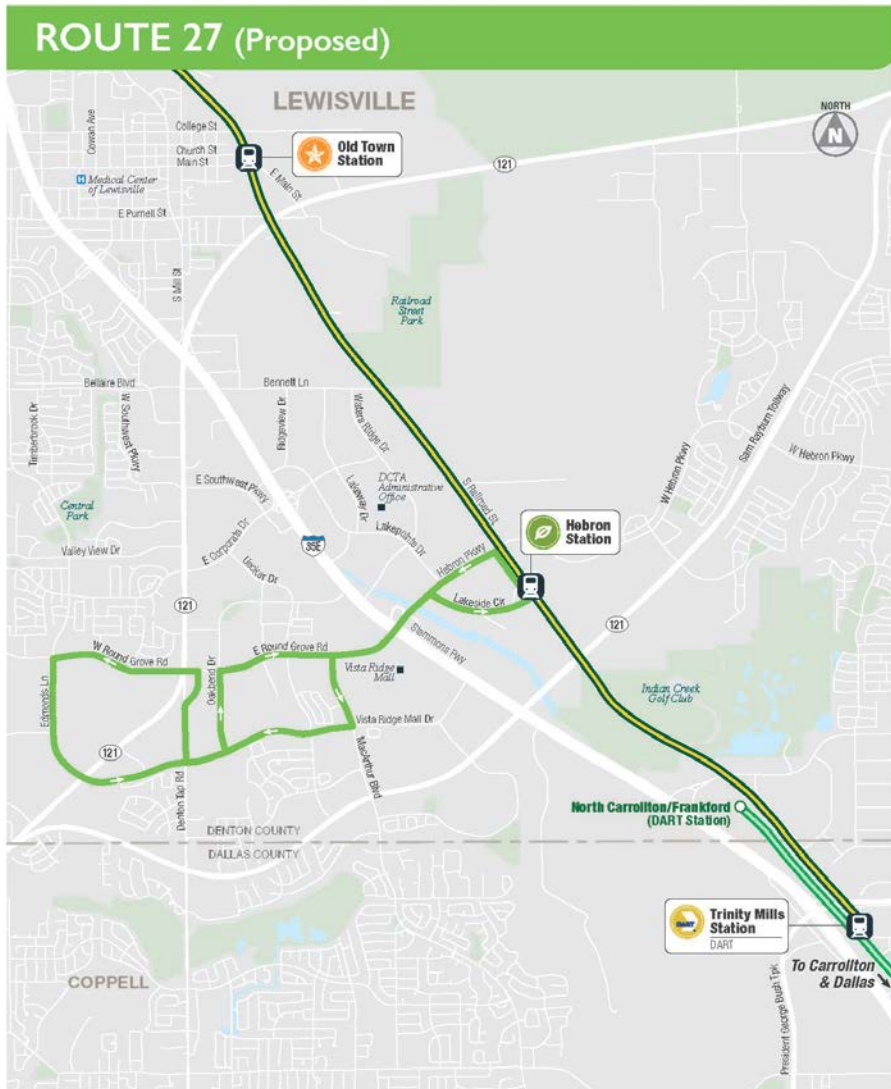 ROUTE 27 (Proposed)
LEWISVILLE
NORTH
N
Cowan Ave
College St
Church St
Main St
Old Town
Station
121
E Main St
H Medical Center
of Lewisville
E Purnell St
S Mill St
Railroad
Street
Park
Bellaire Blvd
Bennett Ln
Timberbrook Dr
W Southwest Pkwy
Ridgeview Dr
Waters Ridge Dr
Sam Rayburn Tollway
W Hebron Pkwy
W Hebron Pkwy
E Southwest Pkwy
Lakeway Dr
DCTA
Administrative
Office
S Railroad St
Central
Park
Lakepointe Dr
Hebron
Station
Valley View Dr
E Corporate Dr
35E
Uecker Dr
Hebron Pkwy
Lakeside Cir
121
121
Stemmons Fwy
W Round Grove Rd
E Round Grove Rd
Oakbend Dr
Edmonds Ln
Vista Ridge
Mall
Indian Creek
Golf Club
Vista Ridge Mall Dr
121
MacArthur Blvd
Denton Tap Rd
North Carrollton/Frankford
(DART Station)
DENTON COUNTY
DALLAS COUNTY
DART
Trinity Mills
Station
DART
COPPELL
To Carrollton
& Dallas
President George Bush Tpk